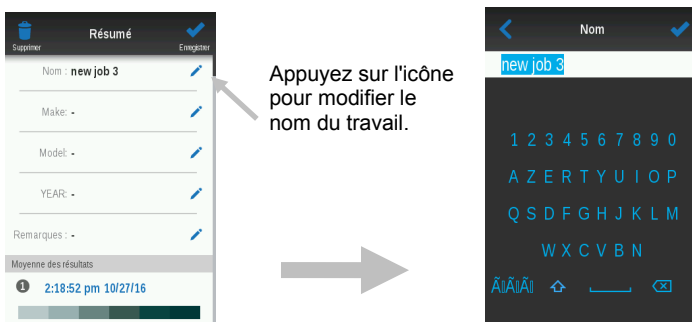 Résumé
Supprimer
Enregistrer
Nom : new job 3
Make: -
Model: -
YEAR: -
Remarques : -
Moyenne des résultats
1 2:18:52 pm 10/27/16
Appuyez sur l'icône
pour modifier le
nom du travail.
Nom
new job 3
1 2 3 4 5 6 7 8 9 0
A Z E R T Y U I O P
Q S D F G H J K L M
W X C V B N